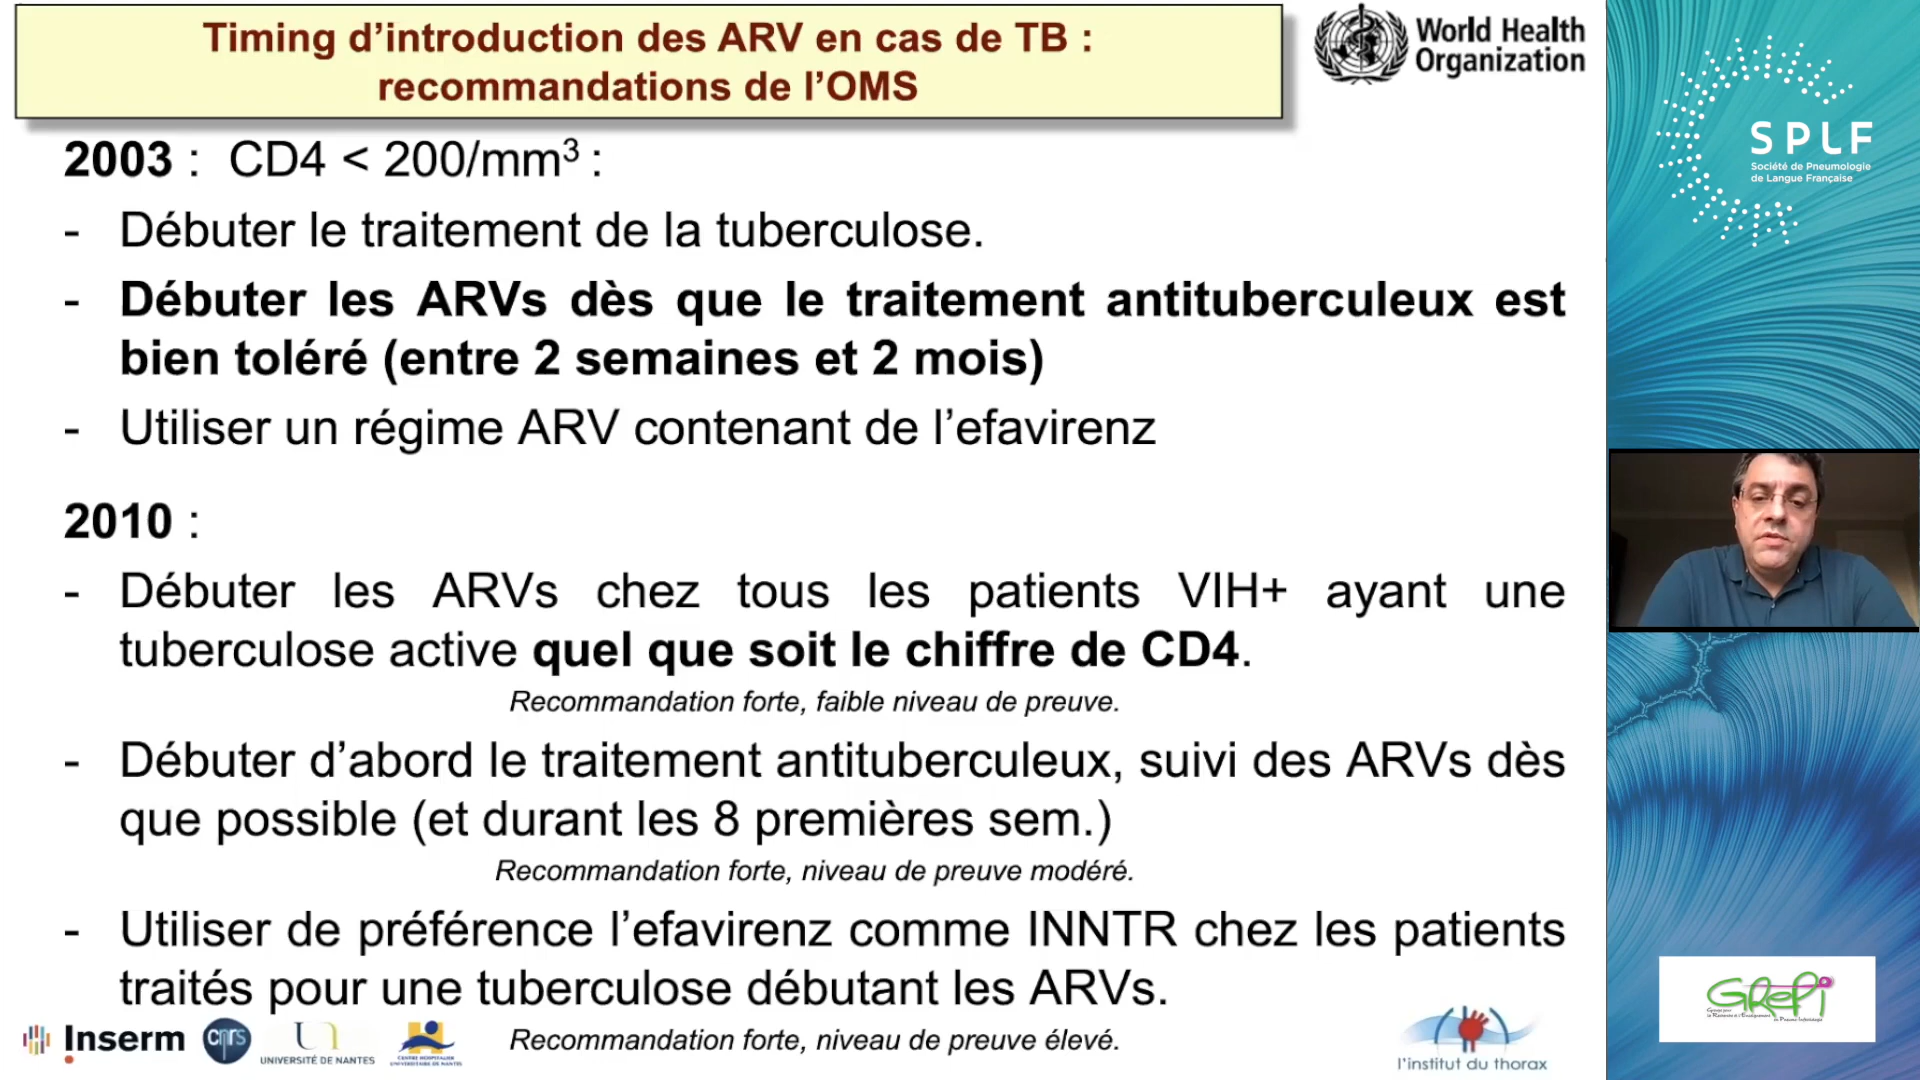 Timing d’introduction des ARV en cas de TB :
recommandations de l’OMS
World Health
Organization
2003 : CD4 < 200/mm³ :
- Débuter le traitement de la tuberculose.
- Débuter les ARVs dès que le traitement antituberculeux est
bien toléré (entre 2 semaines et 2 mois)
- Utiliser un régime ARV contenant de l’efavirenz
2010 :
- Débuter les ARVs chez tous les patients VIH+ ayant une
tuberculose active quel que soit le chiffre de CD4.
Recommandation forte, faible niveau de preuve.
- Débuter d’abord le traitement antituberculeux, suivi des ARVs dès
que possible (et durant les 8 premières sem.)
Recommandation forte, niveau de preuve modéré.
- Utiliser de préférence l’efavirenz comme INNTR chez les patients
traités pour une tuberculose débutant les ARVs.
Recommandation forte, niveau de preuve élevé.
Inserm
cnrs
UNIVERSITÉ DE NANTES
CENTRE HOSPITALIER
UNIVERSITAIRE DE NANTES
l’institut du thorax
SPLF
Société de Pneumologie
de Langue Française
GREPI